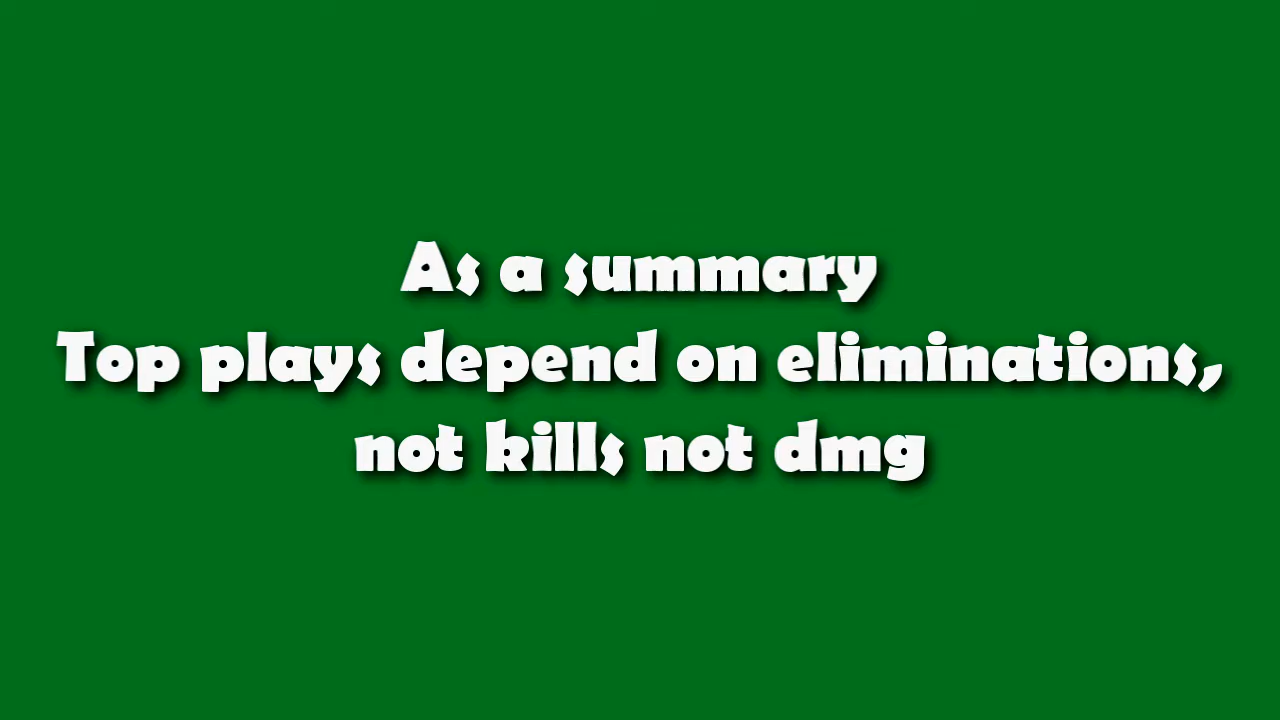 As a summary
Top plays depend on eliminations,
not kills not dmg